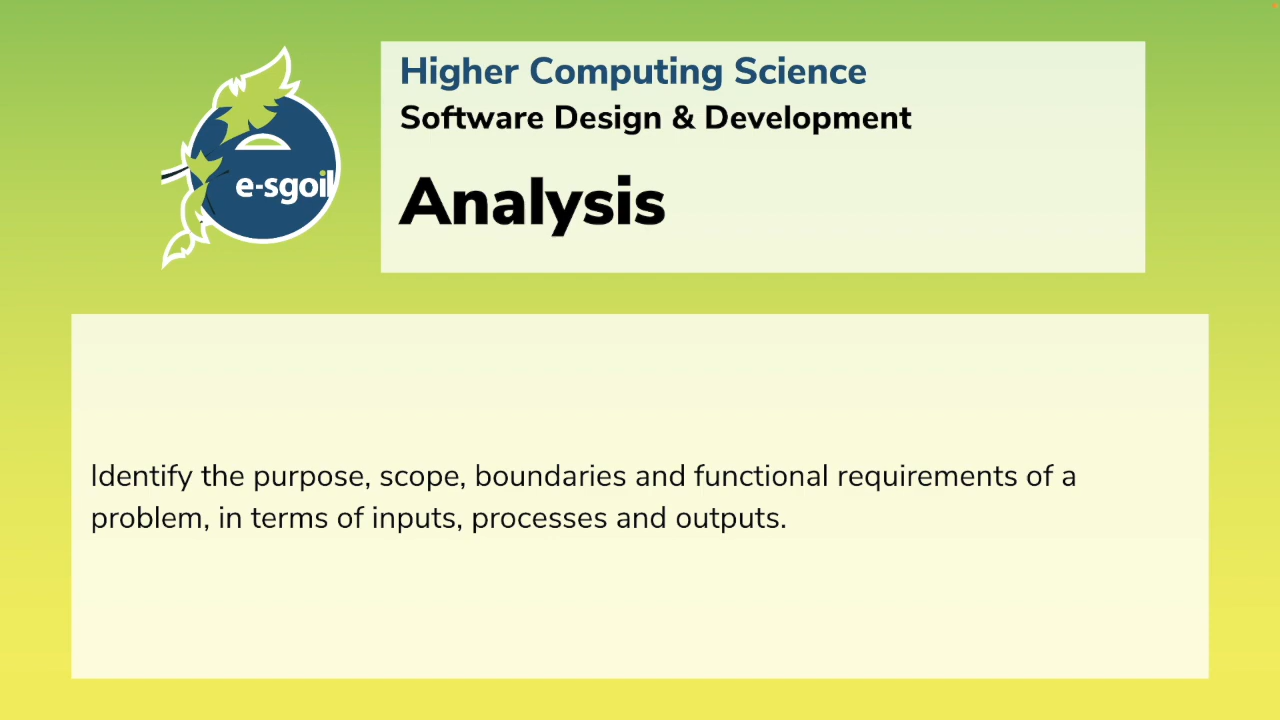 e-sgoil
Higher Computing Science
Software Design & Development
Analysis
Identify the purpose, scope, boundaries and functional requirements of a
problem, in terms of inputs, processes and outputs.